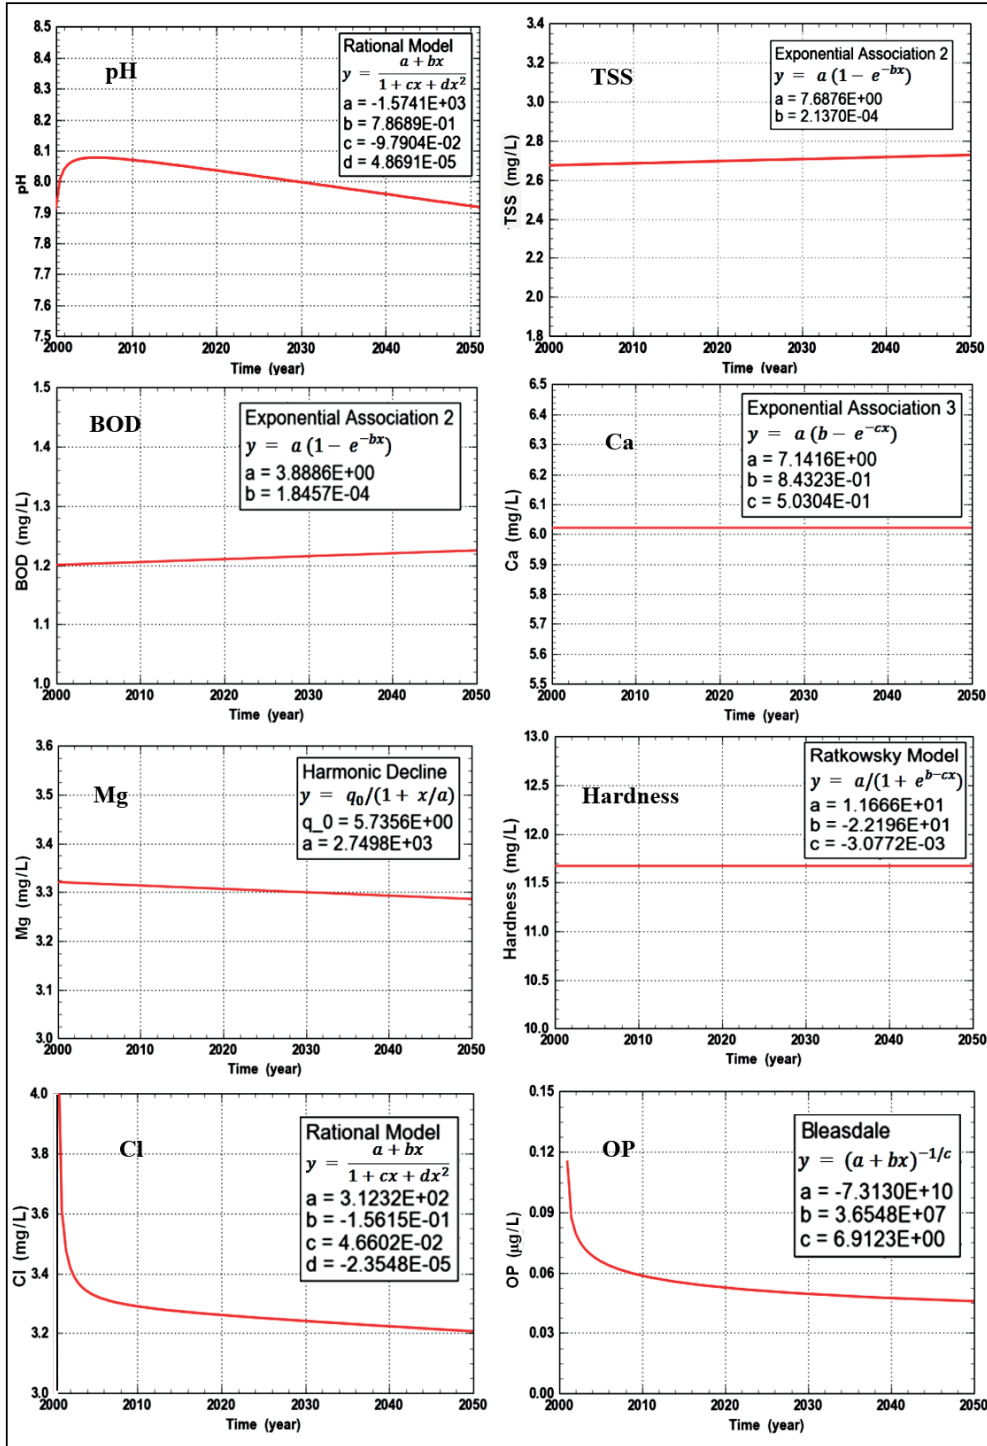 8.5
8.4
8.3
8.2
8.1
8.0
7.9
7.8
7.7
7.6
7.5
pH
pH
Rational Model
y = (a + bx) / (1 + cx + dx²)
a = -1.5741E+03
b = 7.8689E-01
c = -9.7904E-02
d = 4.8691E-05
2000 2010 2020 2030 2040 2050
Time (year)
3.4
3.2
3.0
2.8
2.6
2.4
2.2
2.0
1.8
TSS (mg/L)
TSS
Exponential Association 2
y = a (1 − e^{−bx})
a = 7.6876E+00
b = 2.1370E-04
2000 2010 2020 2030 2040 2050
Time (year)
1.5
1.4
1.3
1.2
1.1
1.0
BOD (mg/L)
BOD
Exponential Association 2
y = a (1 − e^{−bx})
a = 3.8886E+00
b = 1.8457E-04
2000 2010 2020 2030 2040 2050
Time (year)
6.5
6.4
6.3
6.2
6.1
6.0
5.9
5.8
5.7
5.6
5.5
Ca (mg/L)
Ca
Exponential Association 3
y = a (b − e^{−cx})
a = 7.1416E+00
b = 8.4323E-01
c = 5.0304E-01
2000 2010 2020 2030 2040 2050
Time (year)
3.6
3.5
3.4
3.3
3.2
3.1
3.0
Mg (mg/L)
Mg
Harmonic Decline
y = q₀/(1 + x/a)
q_0 = 5.7356E+00
a = 2.7498E+03
2000 2010 2020 2030 2040 2050
Time (year)
13.0
12.5
12.0
11.5
11.0
10.5
10.0
Hardness (mg/L)
Hardness
Ratkowsky Model
y = a/(1 + e^{b−cx})
a = 1.1666E+01
b = -2.2196E+01
c = -3.0772E-03
2000 2010 2020 2030 2040 2050
Time (year)
4.0
3.8
3.6
3.4
3.2
3.0
Cl (mg/L)
Cl
Rational Model
y = (a + bx) / (1 + cx + dx²)
a = 3.1232E+02
b = -1.5615E-01
c = 4.6602E-02
d = -2.3548E-05
2000 2010 2020 2030 2040 2050
Time (year)
0.15
0.12
0.09
0.06
0.03
0.00
OP (µg/L)
OP
Bleasdale
y = (a + bx)^{−1/c}
a = -7.3130E+10
b = 3.6548E+07
c = 6.9123E+00
2000 2010 2020 2030 2040 2050
Time (year)